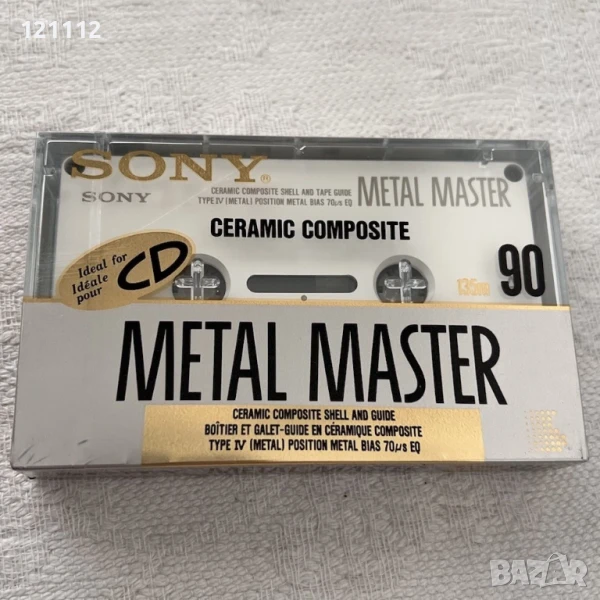 121112
SONY®
SONY
CERAMIC COMPOSITE SHELL AND TAPE GUIDE
TYPE IV (METAL) POSITION METAL BIAS 70μs EQ
METAL MASTER
CERAMIC COMPOSITE
Ideal for
Idéale
pour
CD
135m
90
METAL MASTER
CERAMIC COMPOSITE SHELL AND GUIDE
BOÎTIER ET GALET-GUIDE EN CÉRAMIQUE COMPOSITE
TYPE IV (METAL) POSITION METAL BIAS 70μs EQ
BAZAR